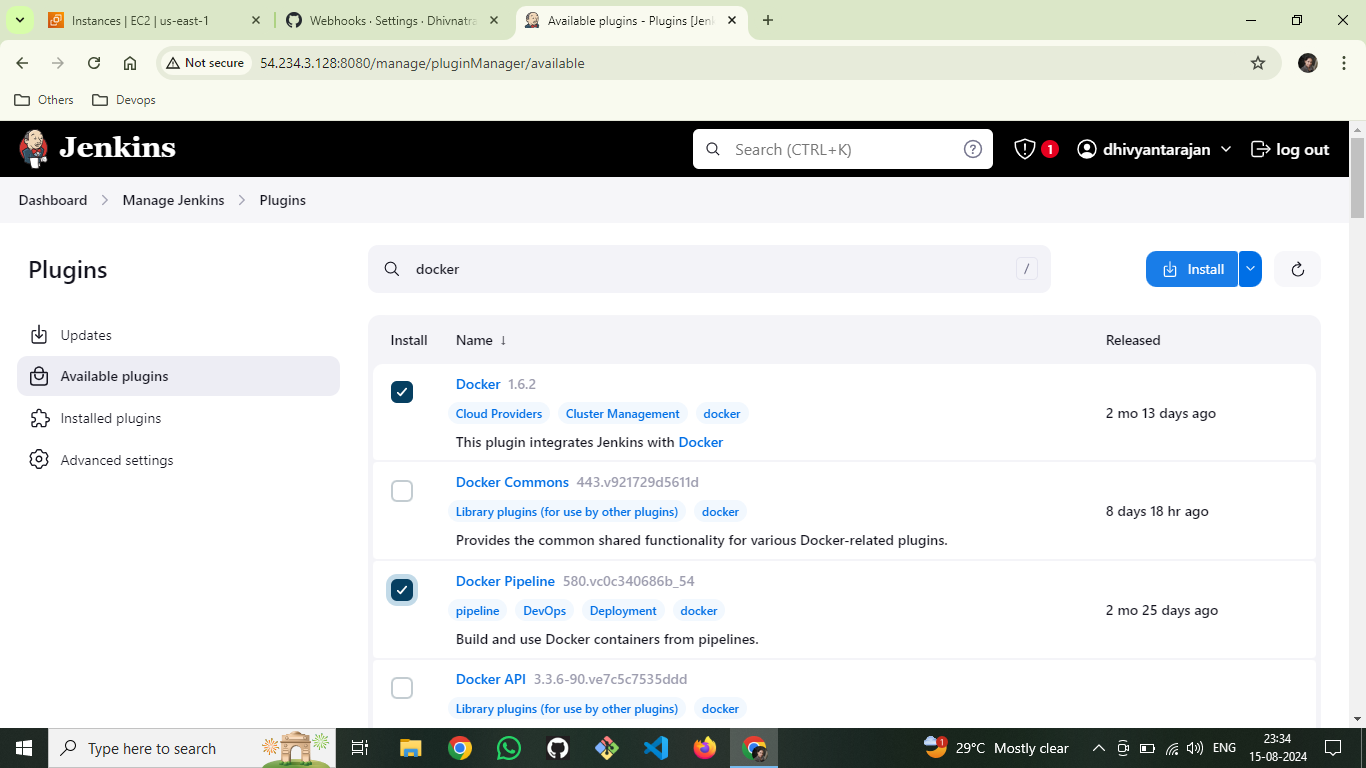 Instances | EC2 | us-east-1
Webhooks · Settings · Dhivnatra
Available plugins - Plugins [Jenk
Not secure
54.234.3.128:8080/manage/pluginManager/available
Others
Devops
Jenkins
Search (CTRL+K)
?
1
dhivyantarajan
log out
Dashboard
Manage Jenkins
Plugins
Plugins
docker
/
Install
Updates
Available plugins
Installed plugins
Advanced settings
Install
Name ↓
Released
Docker 1.6.2
Cloud Providers
Cluster Management
docker
This plugin integrates Jenkins with Docker
2 mo 13 days ago
Docker Commons 443.v921729d5611d
Library plugins (for use by other plugins)
docker
Provides the common shared functionality for various Docker-related plugins.
8 days 18 hr ago
Docker Pipeline 580.vc0c340686b_54
pipeline
DevOps
Deployment
docker
Build and use Docker containers from pipelines.
2 mo 25 days ago
Docker API 3.3.6-90.ve7c5c7535ddd
Library plugins (for use by other plugins)
docker
Type here to search
1
29°C Mostly clear
ENG
23:34
15-08-2024